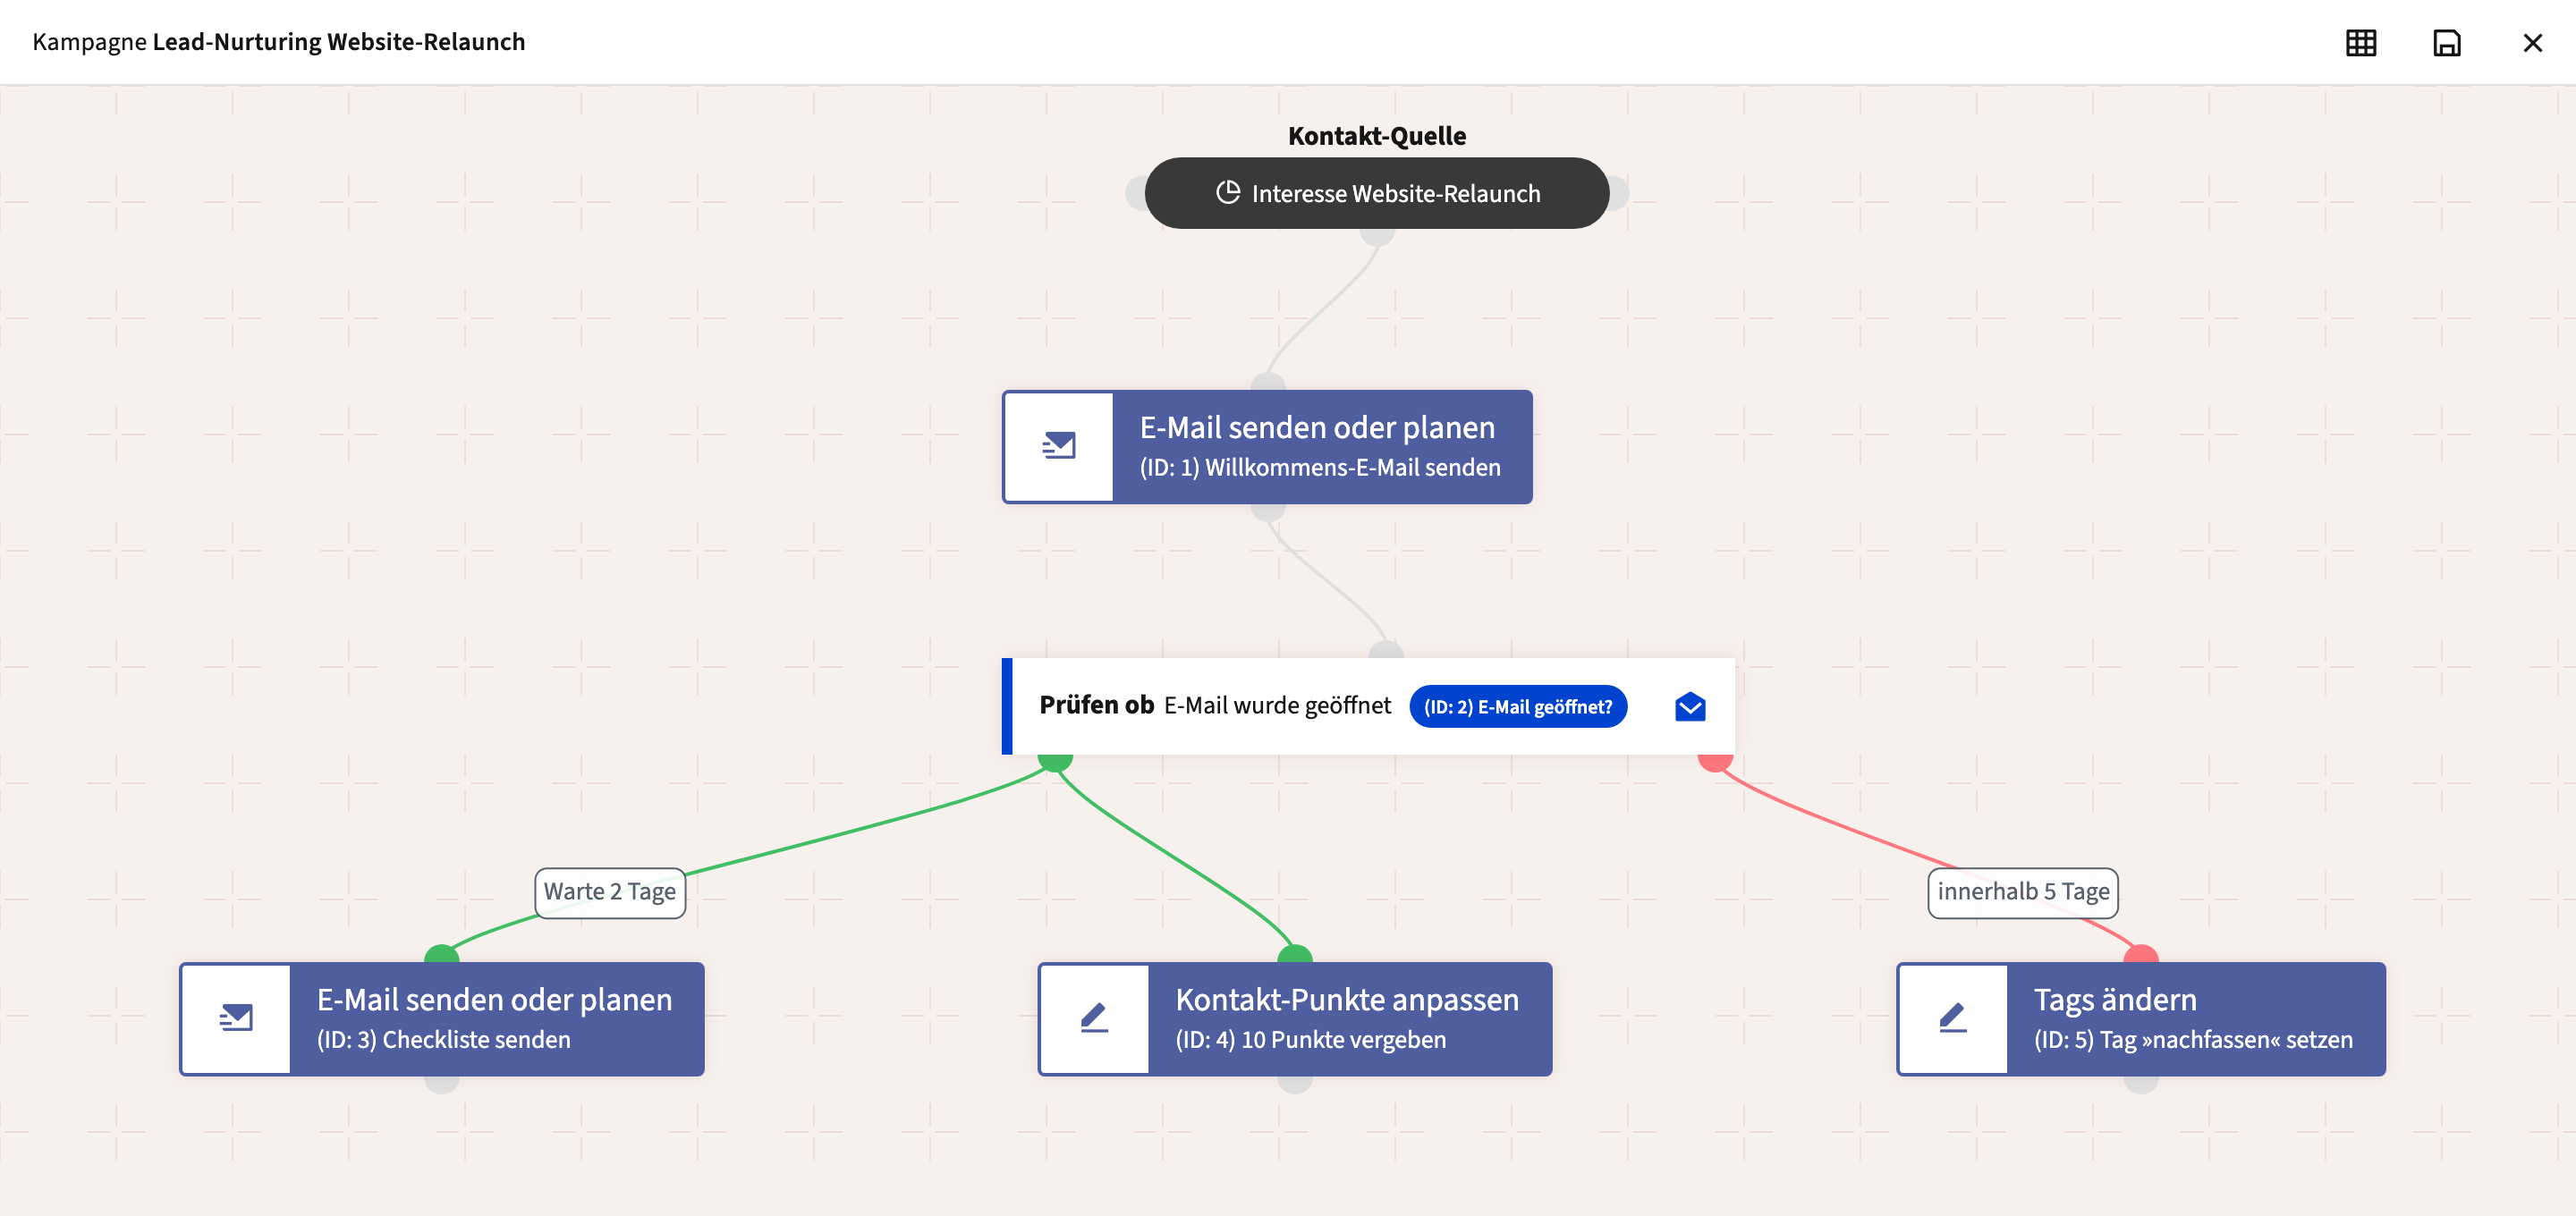 Kampagne Lead-Nurturing Website-Relaunch
Kontakt-Quelle
Interesse Website-Relaunch
E-Mail senden oder planen
(ID: 1) Willkommens-E-Mail senden
Prüfen ob E-Mail wurde geöffnet (ID: 2) E-Mail geöffnet?
Warte 2 Tage
innerhalb 5 Tage
E-Mail senden oder planen
(ID: 3) Checkliste senden
Kontakt-Punkte anpassen
(ID: 4) 10 Punkte vergeben
Tags ändern
(ID: 5) Tag »nachfassen« setzen